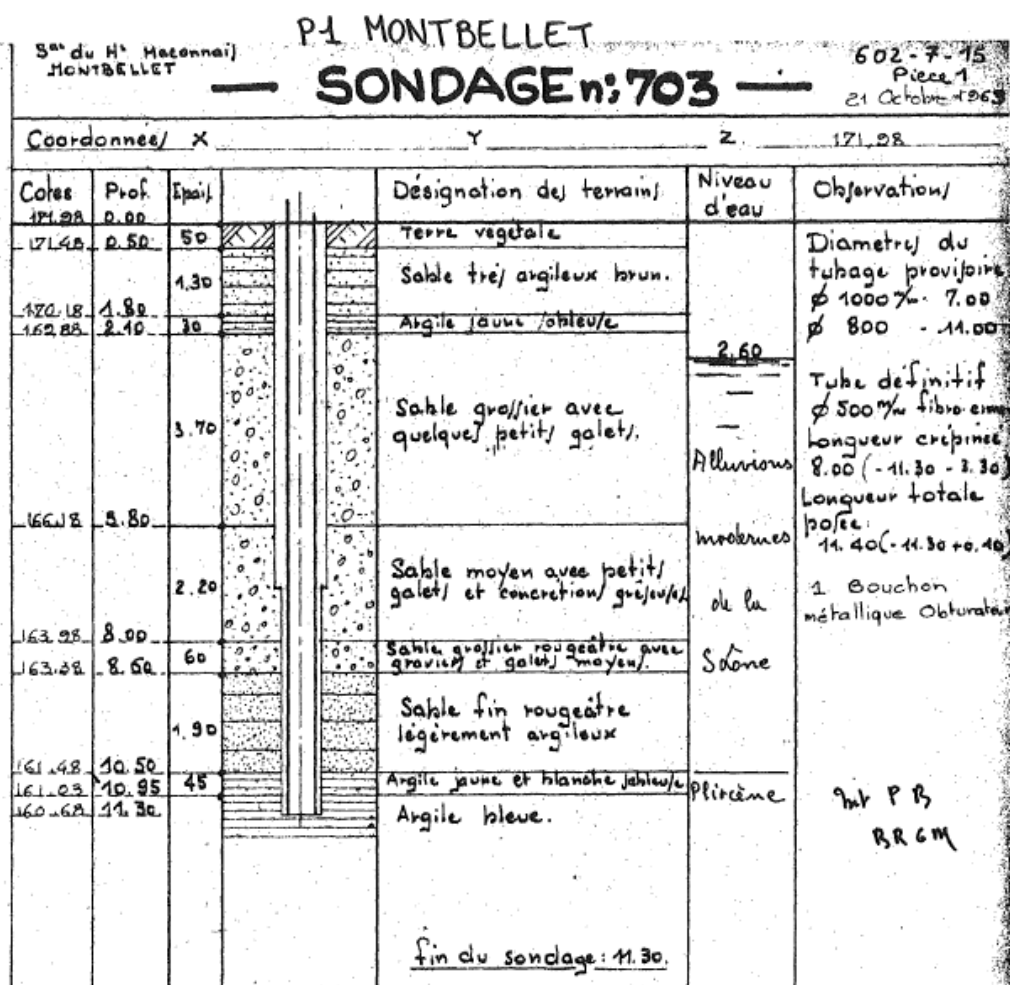 P1 MONTBELLET
Sᵃᵗ du Hᵗ Maconnais
MONTBELLET
602-7-15
Piece 1
21 Octobre 1963
— SONDAGE n°: 703 —
Coordonnées X Y Z. 171.98
Cotes Prof. Epais. Désignation des terrains Niveau d'eau Observations
171.98 0.00
171.48 0.50 50 Terre végétale
170.18 1.80 1.30 Sable très argileux brun.
2.10 30 Argile jaune sableuse
2.60
166.18 5.80 3.70 Sable grossier avec
quelques petits galets.
163.98 8.00 2.20 Sable moyen avec petits
galets et concretions gréseuses
163.38 8.60 60 Sable grossier rougeâtre avec
graviers et galets moyens.
161.48 10.50 1.90 Sable fin rougeâtre
légèrement argileux
161.03 10.95 45 Argile jaune et blanche sableuse
160.68 11.30 Argile bleue.
fin du sondage: 11.30.
Alluvions
modernes
de la
Saône
Pliocène
Diametres du
tubage provisoire
ø 1000 m/m. 7.00
ø 800 - 11.00
Tube définitif
ø 500 m/m fibro
Longueur crépinée
8.00 (-11.30 - 3.30)
Longueur totale
posée:
11.40 (-11.30 +0.10)
1 Bouchon
métallique Obturateur
P B
BRGM